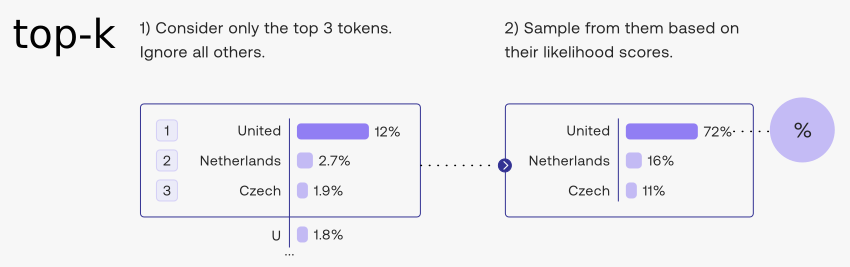 top-k
1) Consider only the top 3 tokens.
Ignore all others.
2) Sample from them based on
their likelihood scores.
1 United 12%
2 Netherlands 2.7%
3 Czech 1.9%
U 1.8%
...
United 72%
Netherlands 16%
Czech 11%
%